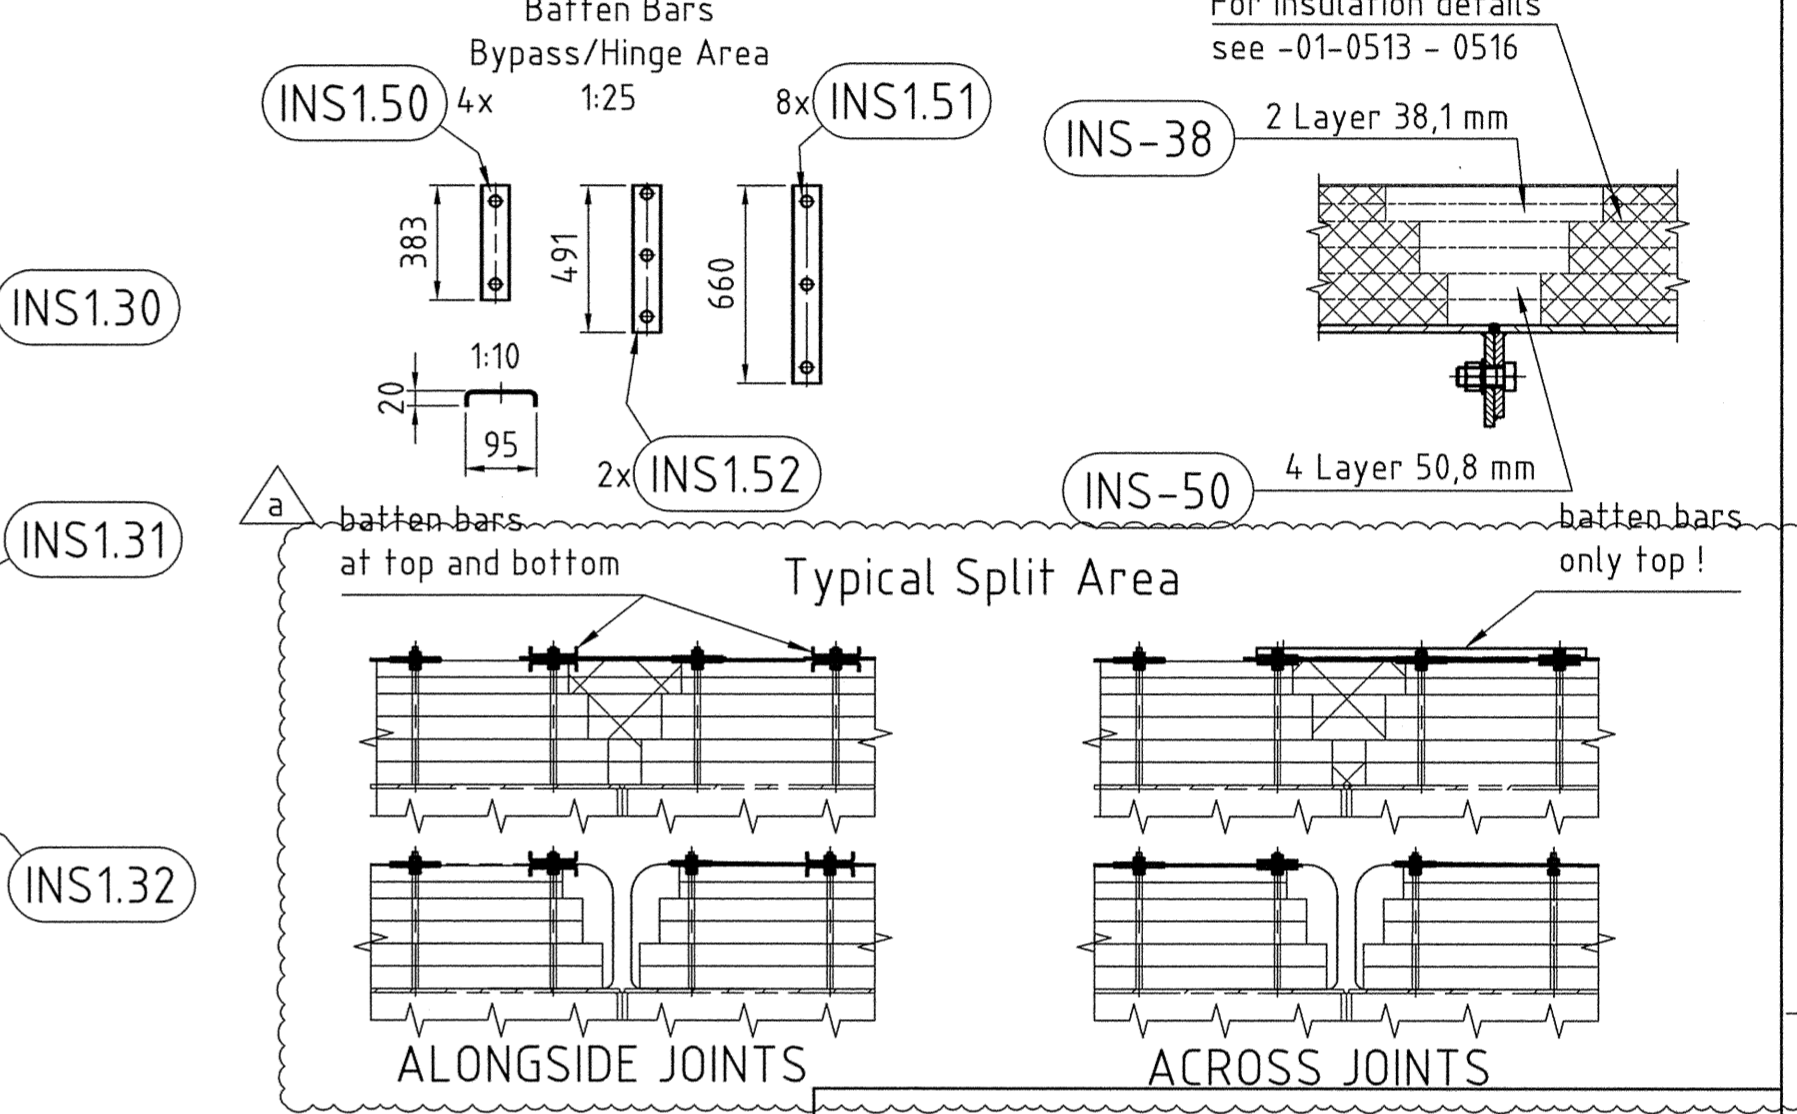 Batten Bars
Bypass/Hinge Area
1:25
INS1.50
4x
8x
INS1.51
383
491
660
1:10
20
95
2x
INS1.52
For insulation details
see -01-0513 - 0516
INS-38
2 Layer 38,1 mm
INS-50
4 Layer 50,8 mm
INS1.30
INS1.31
INS1.32
a
batten bars
at top and bottom
Typical Split Area
batten bars
only top !
ALONGSIDE JOINTS
ACROSS JOINTS